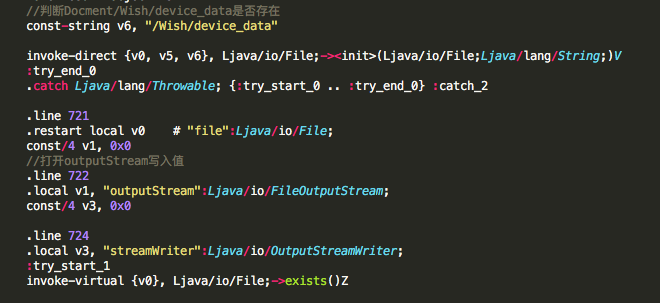 //判断Docment/Wish/device_data是否存在
const-string v6, "/Wish/device_data"
invoke-direct {v0, v5, v6}, Ljava/io/File;-><init>(Ljava/io/File;Ljava/lang/String;)V
:try_end_0
.catch Ljava/lang/Throwable; {:try_start_0 .. :try_end_0} :catch_2
.line 721
.restart local v0    # "file":Ljava/io/File;
const/4 v1, 0x0
//打开outputStream写入值
.line 722
.local v1, "outputStream":Ljava/io/FileOutputStream;
const/4 v3, 0x0
.line 724
.local v3, "streamWriter":Ljava/io/OutputStreamWriter;
:try_start_1
invoke-virtual {v0}, Ljava/io/File;->exists()Z